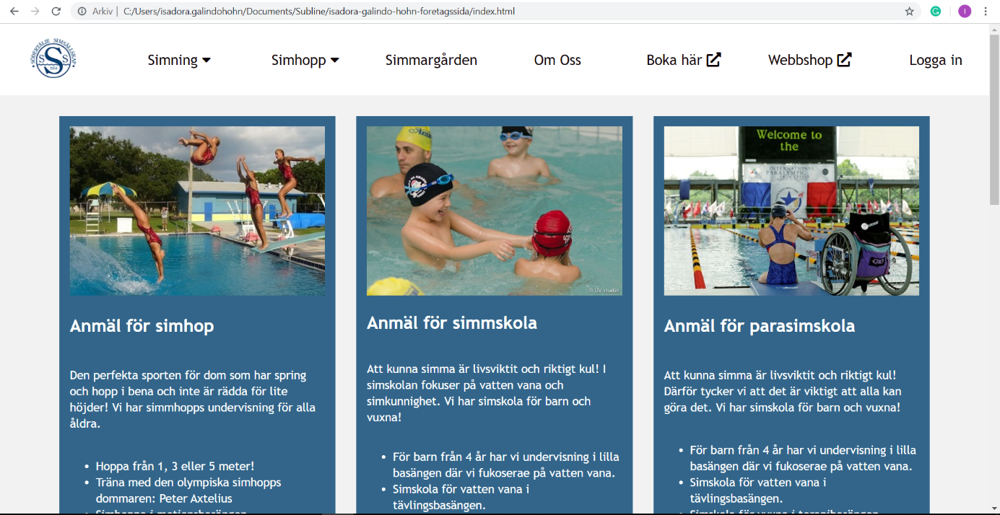 Arkiv | C:/Users/isadora.galindohohn/Documents/Subline/isadora-galindo-hohn-foretagssida/index.html
SÖDERTÄLJE SIMSÄLLSKAP
S S S
Simning
Simhopp
Simmargården
Om Oss
Boka här
Webbshop
Logga in
I
Welcome to
the
INTERNATIONAL
PARALYMPIC
© UV studio
Anmäl för simhop
Den perfekta sporten för dom som har spring
och hopp i bena och inte är rädda för lite
höjder! Vi har simmhopps undervisning för alla
åldra.
• Hoppa från 1, 3 eller 5 meter!
• Träna med den olympiska simhopps
dommaren: Peter Axtelius
Anmäl för simmskola
Att kunna simma är livsviktit och riktigt kul! I
simskolan fokuser på vatten vana och
simkunnighet. Vi har simskola för barn och
vuxna!
• För barn från 4 år har vi undervisning i lilla
basängen där vi fukoserae på vatten vana.
• Simskola för vatten vana i
tävlingsbasängen.
Anmäl för parasimskola
Att kunna simma är livsviktit och riktigt kul!
Därför tycker vi att det är viktigt att alla kan
göra det. Vi har simskola för barn och vuxna!
• För barn från 4 år har vi undervisning i lilla
basängen där vi fukoserae på vatten vana.
• Simskola för vatten vana i
tävlingsbasängen.